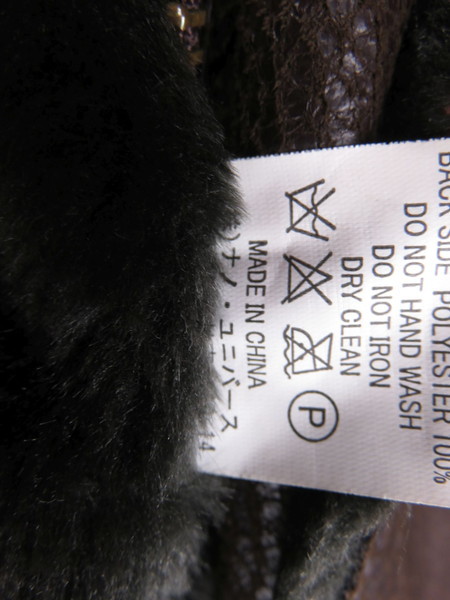 BACK SIDE POLYESTER 100%
DO NOT HAND WASH
DO NOT IRON
DRY CLEAN
P
MADE IN CHINA
)ナノ・ユニバース
14